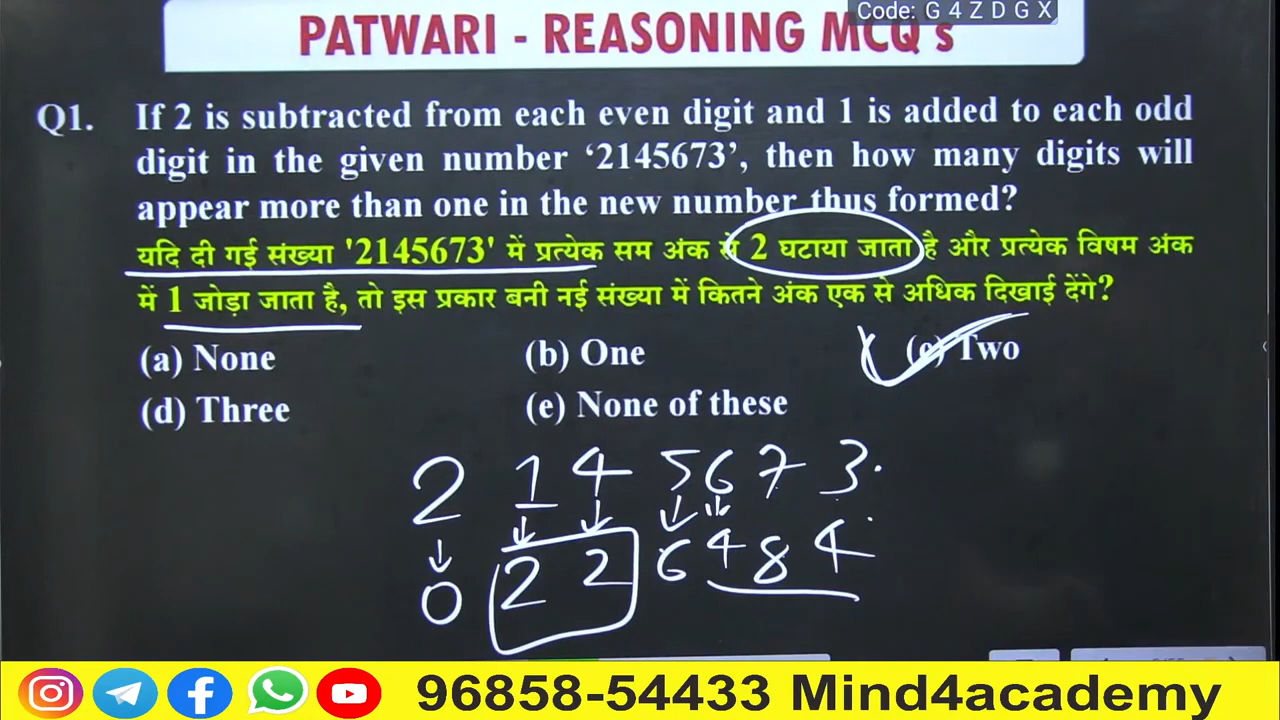 Code: G 4 Z D G X
PATWARI - REASONING MCQ's
Q1. If 2 is subtracted from each even digit and 1 is added to each odd
digit in the given number ‘2145673’, then how many digits will
appear more than one in the new number thus formed?
यदि दी गई संख्या '2145673' में प्रत्येक सम अंक से 2 घटाया जाता है और प्रत्येक विषम अंक
में 1 जोड़ा जाता है, तो इस प्रकार बनी नई संख्या में कितने अंक एक से अधिक दिखाई देंगे?
(a) None (b) One (c) Two
(d) Three (e) None of these
2 1 4 5 6 7 3
0 2 2 6 4 8 4
96858-54433 Mind4academy